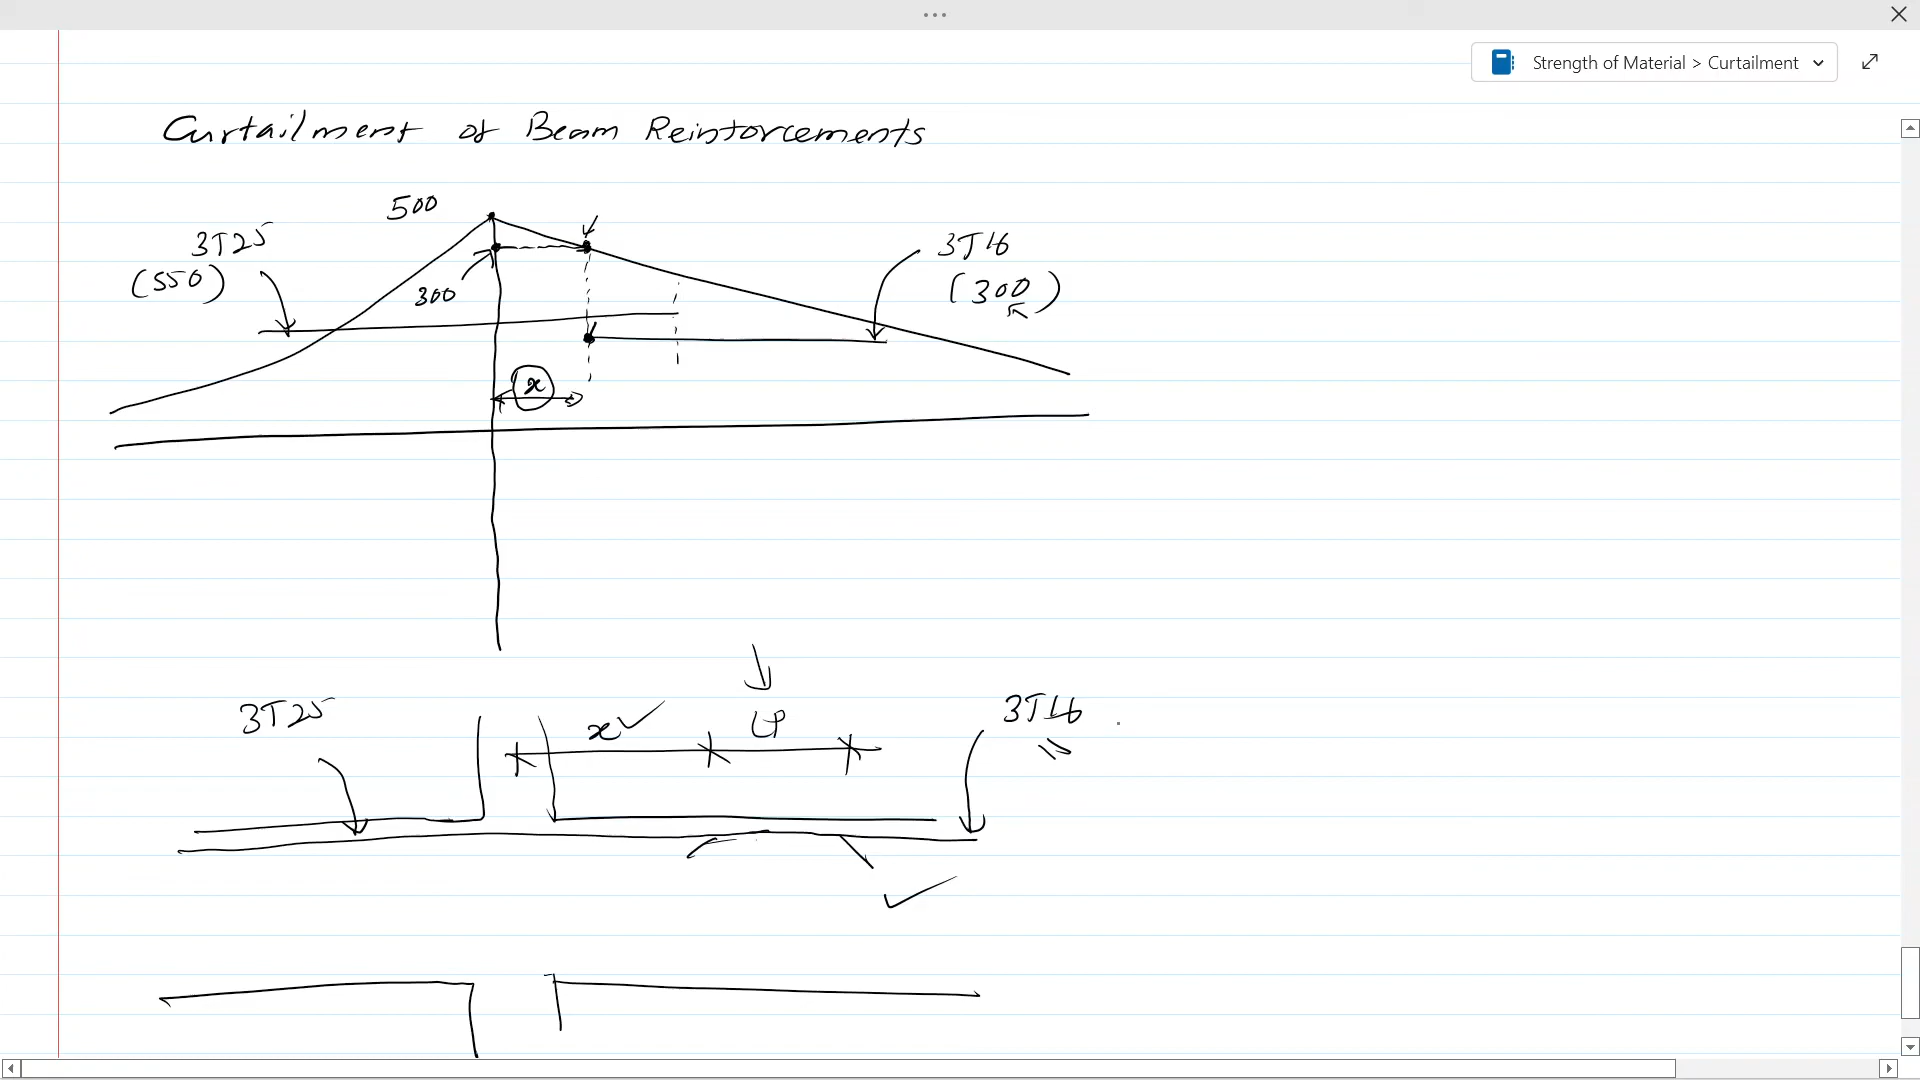 Strength of Material > Curtailment
Curtailment of Beam Reinforcements
500
3T25
(550)
300
3T16
(300)
x
3T25
x
LP
3T16